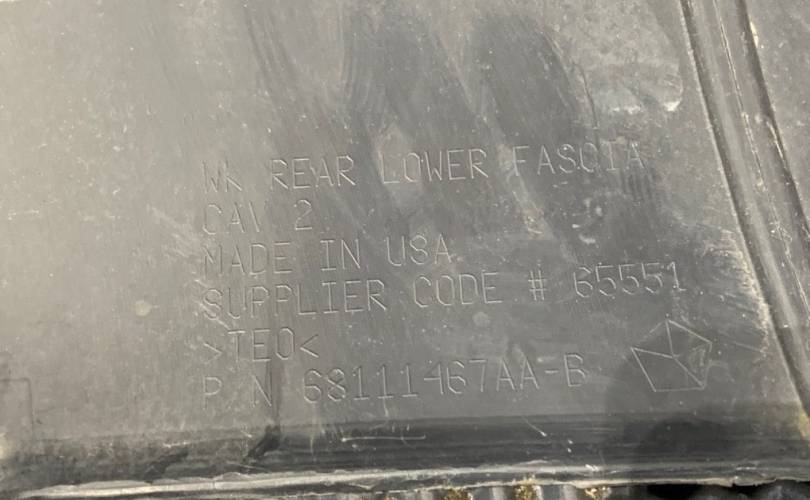 WK REAR LOWER FASCIA
CAV 2
MADE IN USA
SUPPLIER CODE # 65551
>TEO<
P N 68111467AA-B